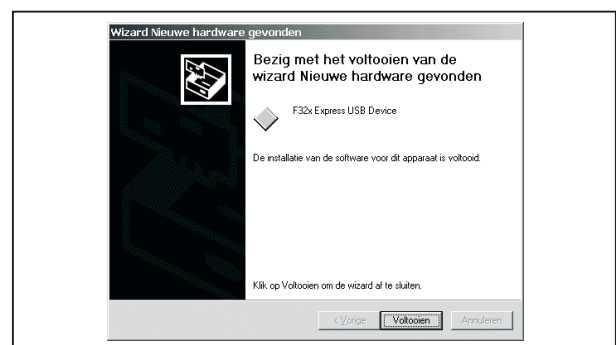 Wizard Nieuwe hardware gevonden
Bezig met het voltooien van de
wizard Nieuwe hardware gevonden
F32x Express USB Device
De installatie van de software voor dit apparaat is voltooid.
Klik op Voltooien om de wizard af te sluiten.
< Vorige Voltooien Annuleren